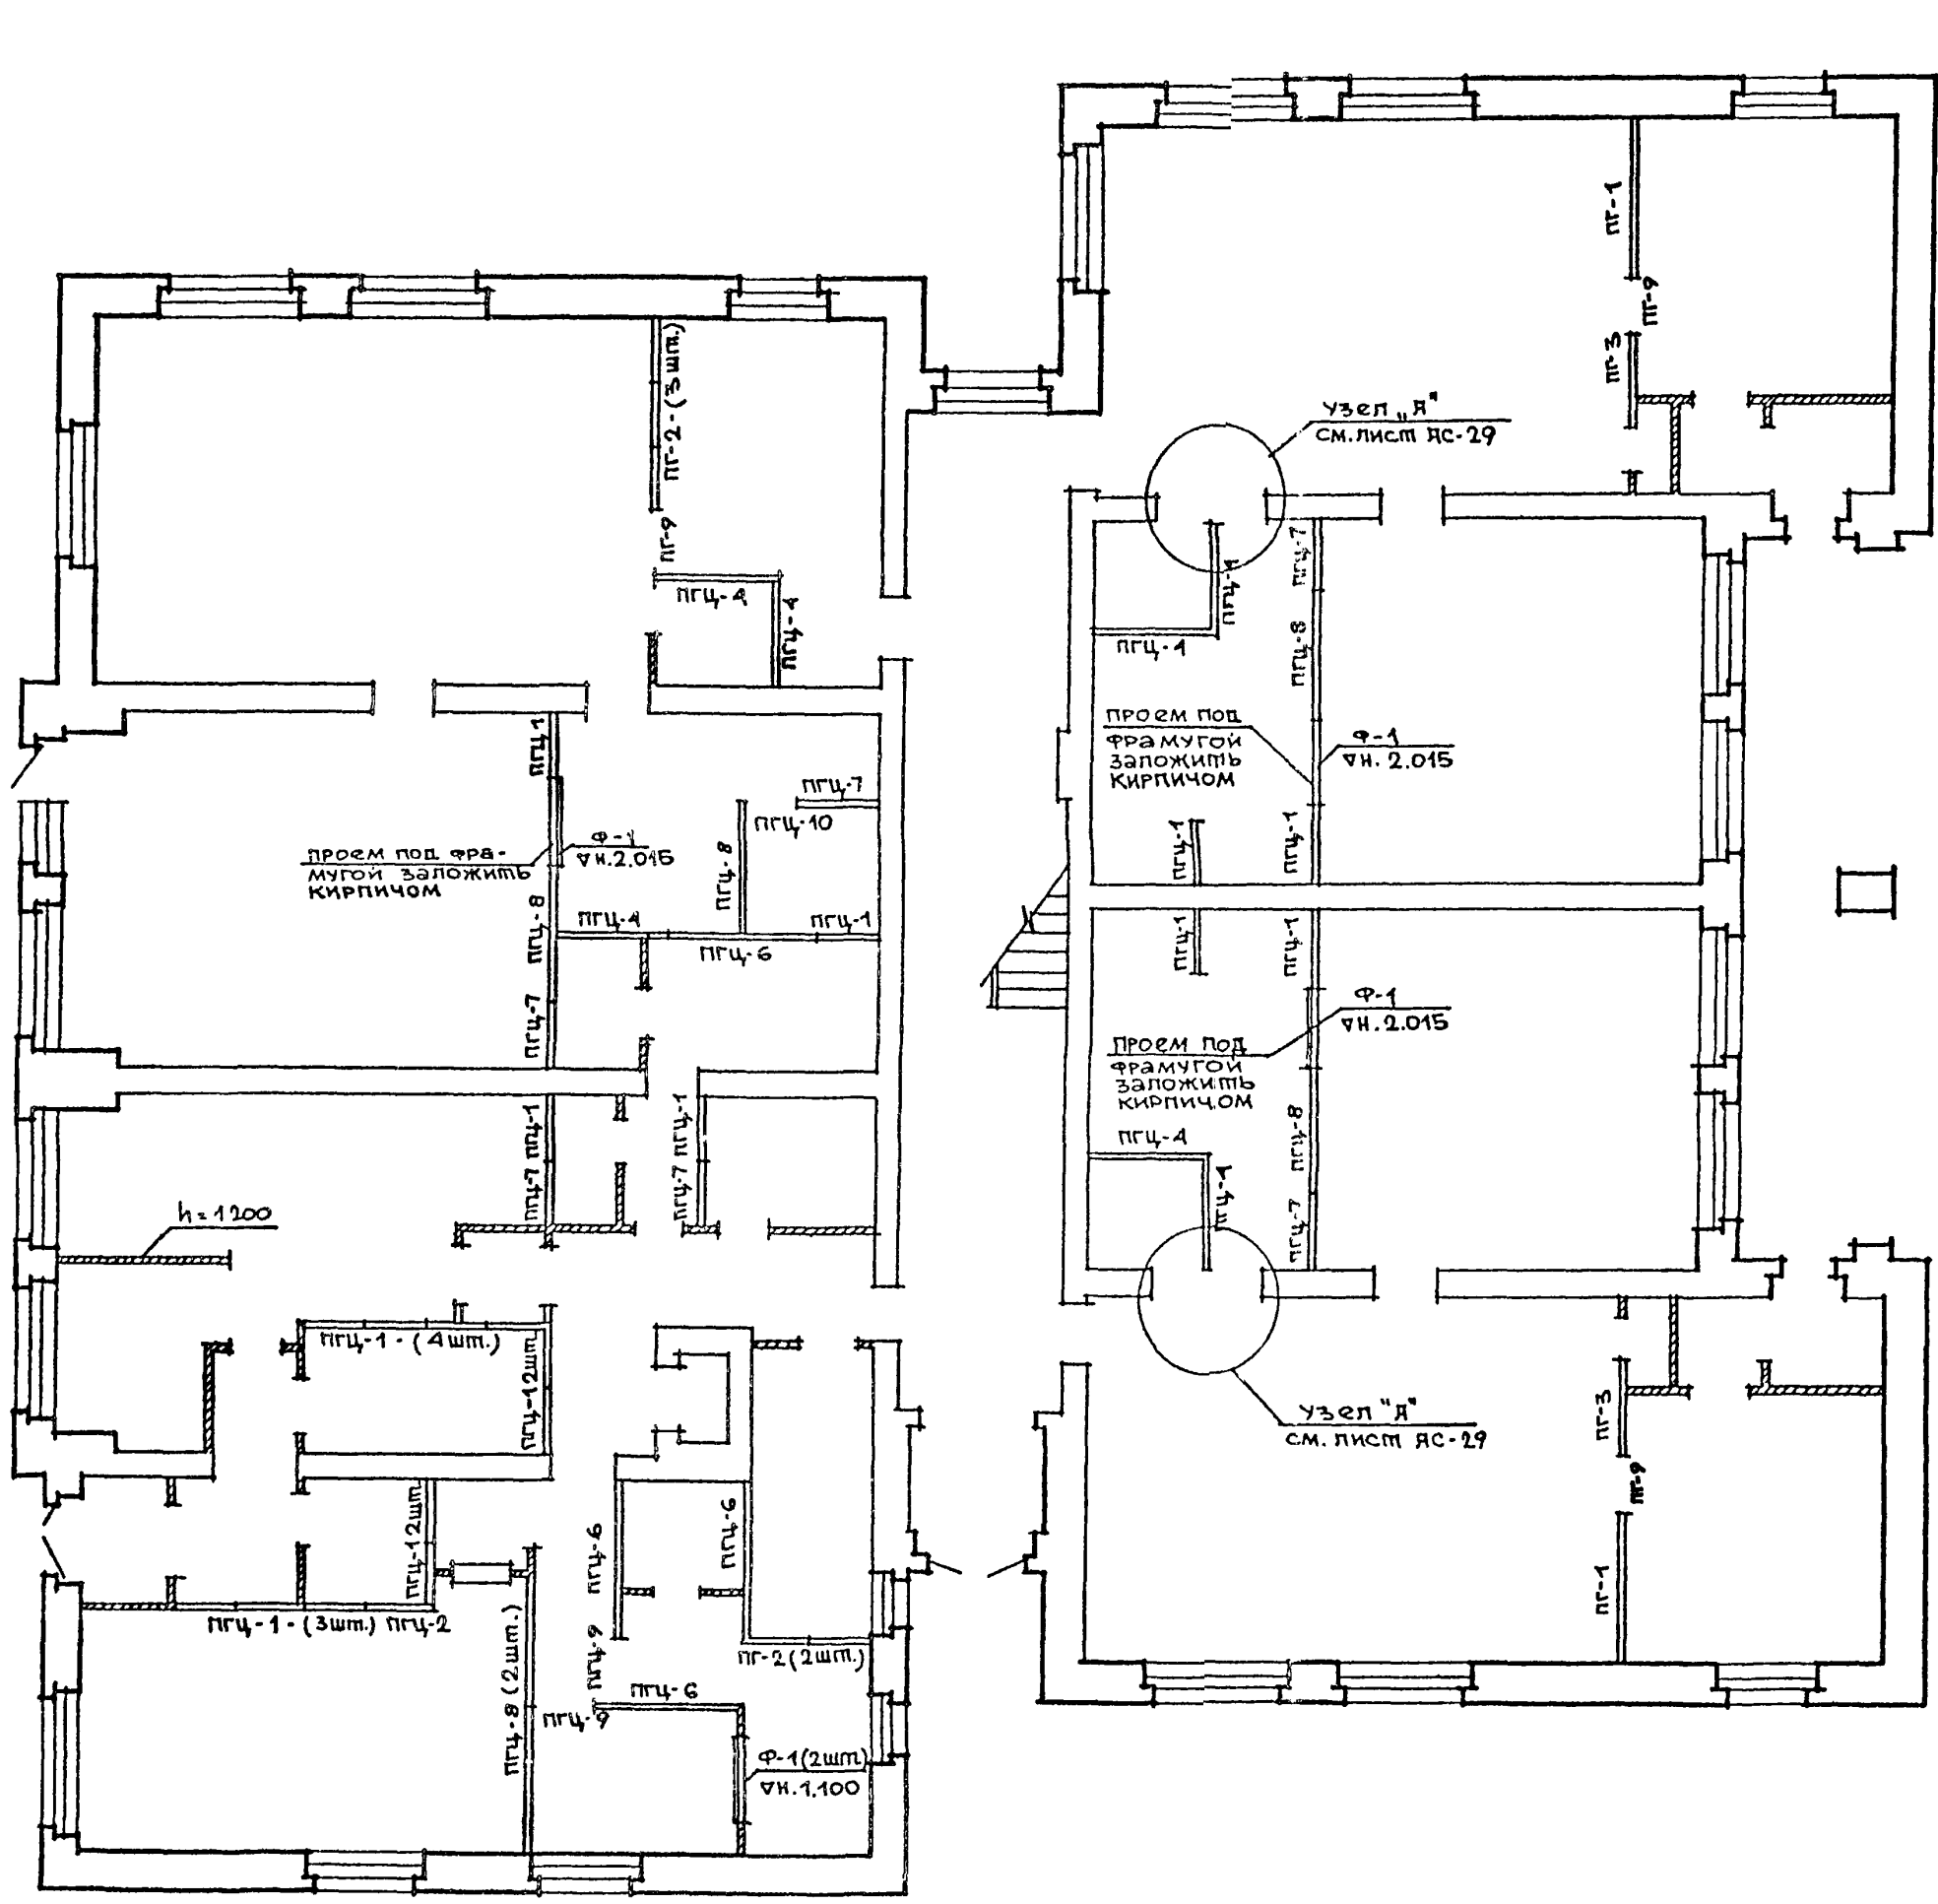 ПГ-1
ПГ-9
ПГ-3
ПГ-2-(3шт.)
ПГ-9
УЗЕЛ „А"
СМ. ЛИСТ АС-29
ПГЦ-4
ПГЦ-4
ПГЦ-1
ПГЦ-7
ПГЦ-4
ПГЦ-8
ПГЦ-1
ПРОЕМ ПОД
ФРАМУГОЙ
ЗАЛОЖИТЬ
КИРПИЧОМ
Ф-1
▽Н. 2.015
ПГЦ-7
ПГЦ-10
ПГЦ-8
ПРОЕМ ПОД ФРА-
МУГОЙ ЗАЛОЖИТЬ
КИРПИЧОМ
Ф-1
▽Н. 2.015
ПГЦ-1
ПГЦ-1
ПГЦ-8
ПГЦ-4
ПГЦ-1
ПГЦ-6
ПГЦ-7
ПГЦ-1
ПГЦ-1
Ф-1
▽Н. 2.015
ПРОЕМ ПОД
ФРАМУГОЙ
ЗАЛОЖИТЬ
КИРПИЧОМ
ПГЦ-7 ПГЦ-1
ПГЦ-7 ПГЦ-1
ПГЦ-8
ПГЦ-4
ПГЦ-1
ПГЦ-7
h=1200
ПГЦ-1-(4шт.)
ПГЦ-1 2шт.
УЗЕЛ "А"
СМ. ЛИСТ АС-29
ПГ-3
ПГ-9
ПГ-1
ПГЦ-1 2шт.
ПГЦ-6
ПГЦ-6
ПГЦ-1-(3шт.) ПГЦ-2
ПГЦ-8 (2шт.)
ПГЦ-9
ПГ-2(2шт.)
ПГЦ-6
ПГЦ-9
Ф-1(2шт)
▽Н.1.100